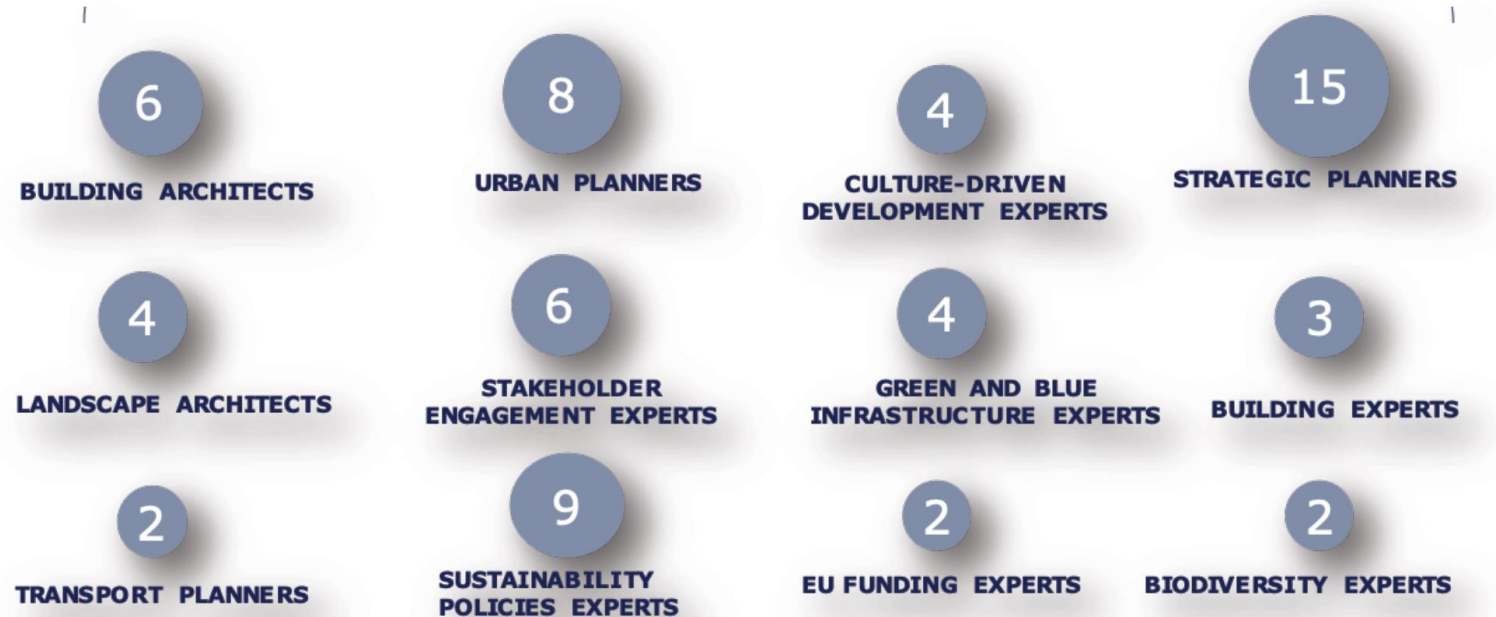 6
BUILDING ARCHITECTS
8
URBAN PLANNERS
4
CULTURE-DRIVEN
DEVELOPMENT EXPERTS
15
STRATEGIC PLANNERS
4
LANDSCAPE ARCHITECTS
6
STAKEHOLDER
ENGAGEMENT EXPERTS
4
GREEN AND BLUE
INFRASTRUCTURE EXPERTS
3
BUILDING EXPERTS
2
TRANSPORT PLANNERS
9
SUSTAINABILITY
POLICIES EXPERTS
2
EU FUNDING EXPERTS
2
BIODIVERSITY EXPERTS